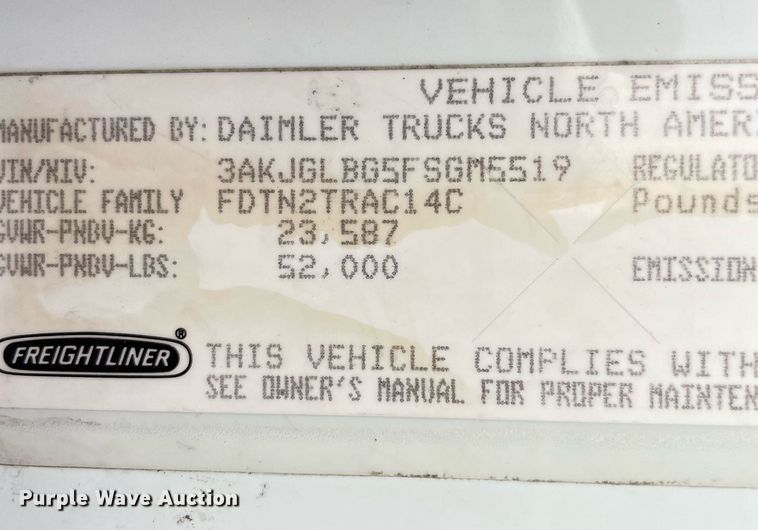 VEHICLE EMISS
MANUFACTURED BY: DAIMLER TRUCKS NORTH AMER
VIN/NIV: 3AKJGLBG5FSGM5519 REGULATO
VEHICLE FAMILY FDTN2TRAC14C Pounds
GVWR-PNBV-KG: 23,587
GVWR-PNBV-LBS: 52,000 EMISSION
FREIGHTLINER® THIS VEHICLE COMPLIES WITH
SEE OWNER'S MANUAL FOR PROPER MAINTEN
Purple Wave Auction